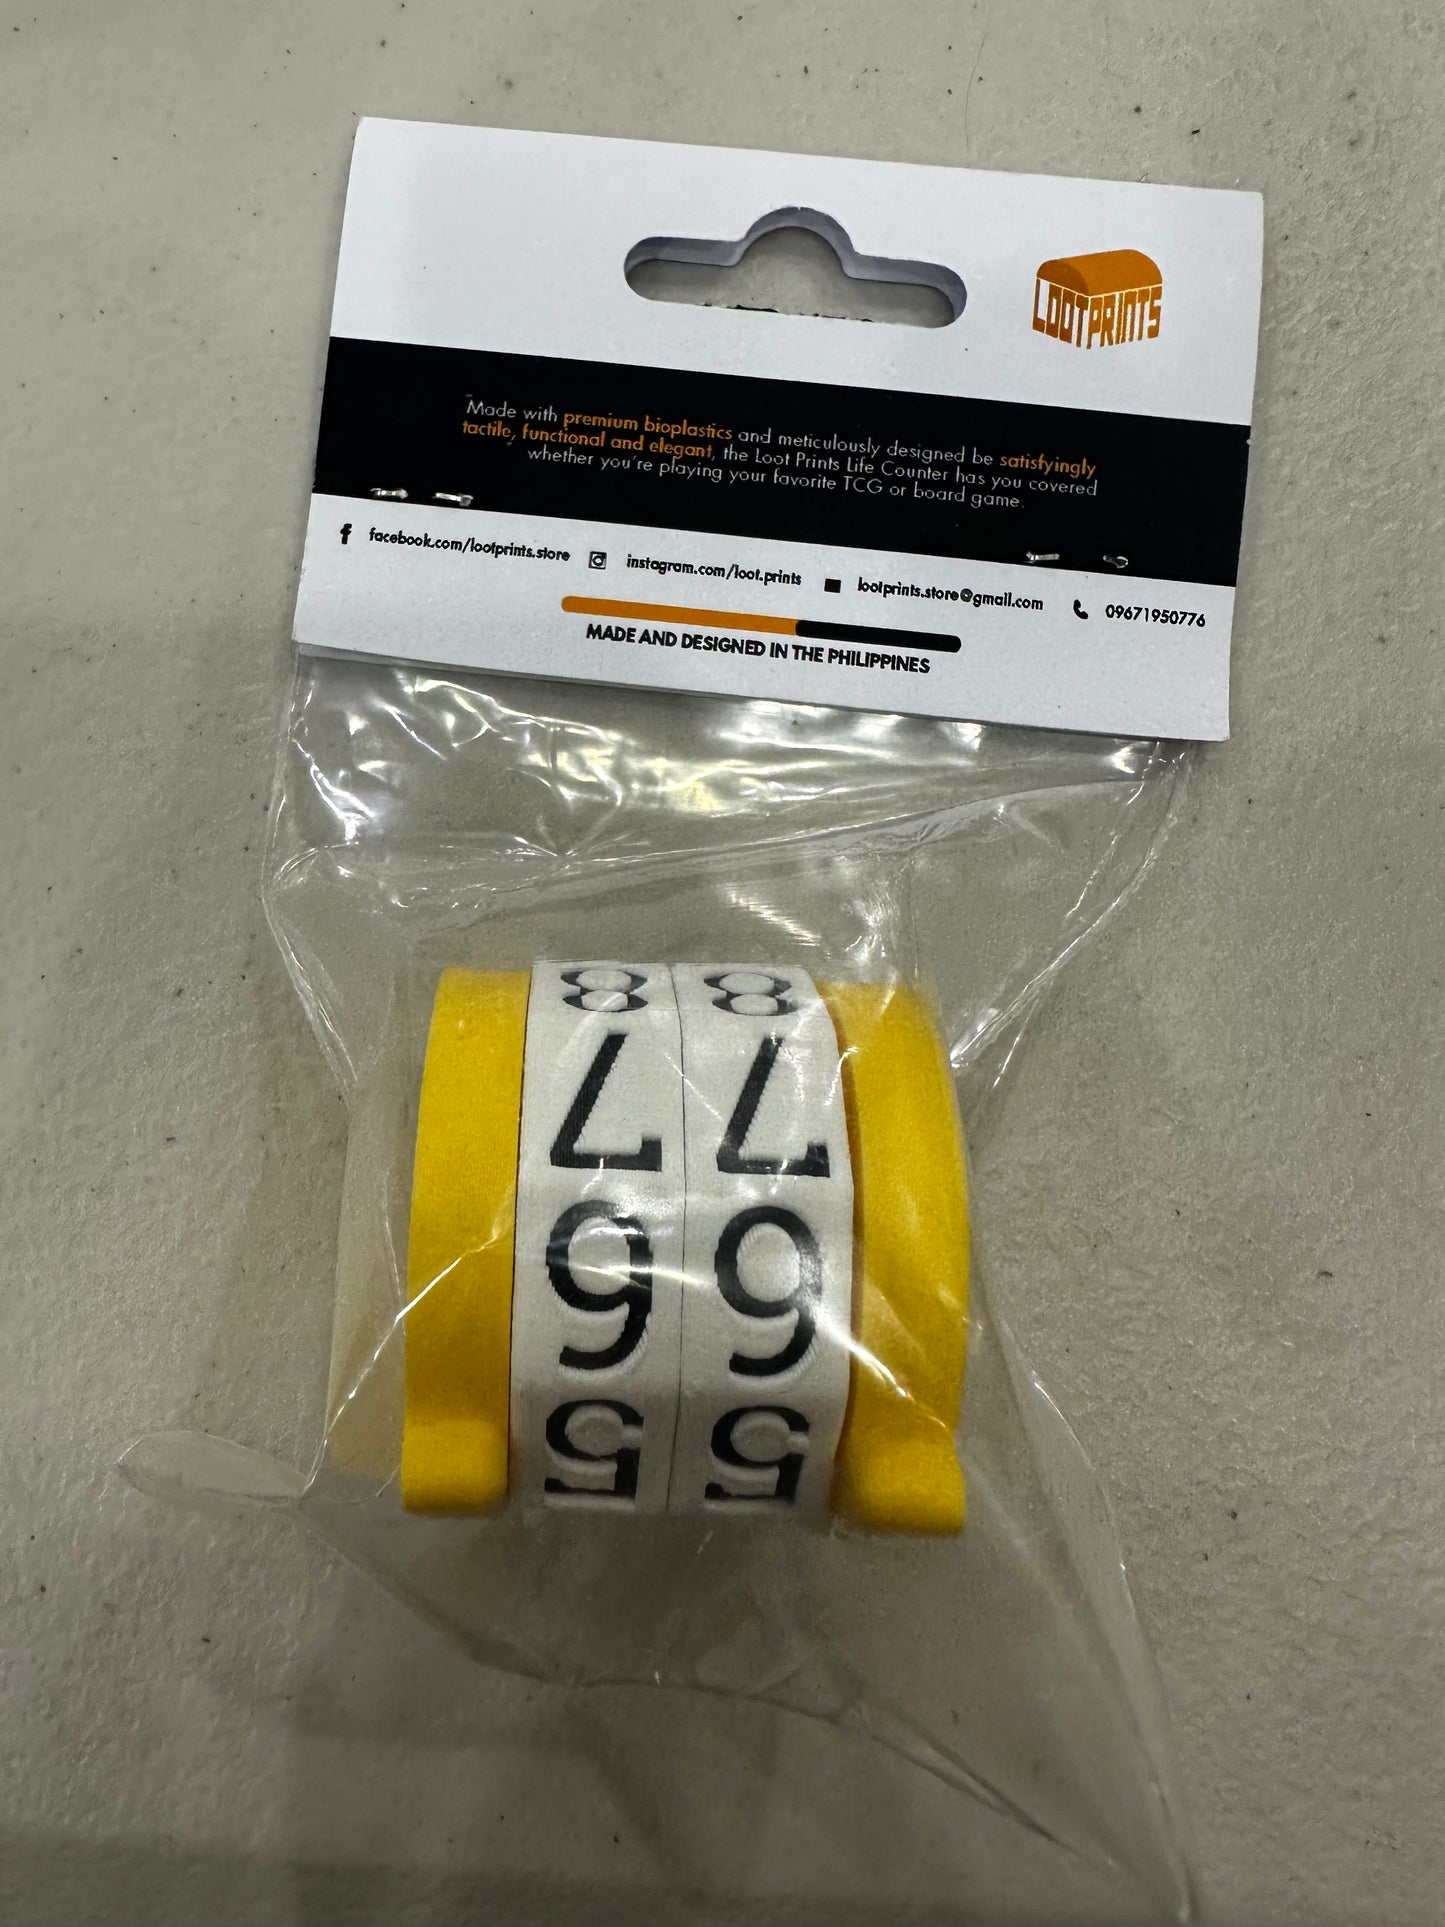 LOOT PRINTS
Made with premium bioplastics and meticulously designed be satisfyingly
tactile, functional and elegant, the Loot Prints Life Counter has you covered
whether you're playing your favorite TCG or board game.
facebook.com/lootprints.store instagram.com/loot.prints lootprints.store@gmail.com 09671950776
MADE AND DESIGNED IN THE PHILIPPINES
8 8
7 7
6 6
5 5